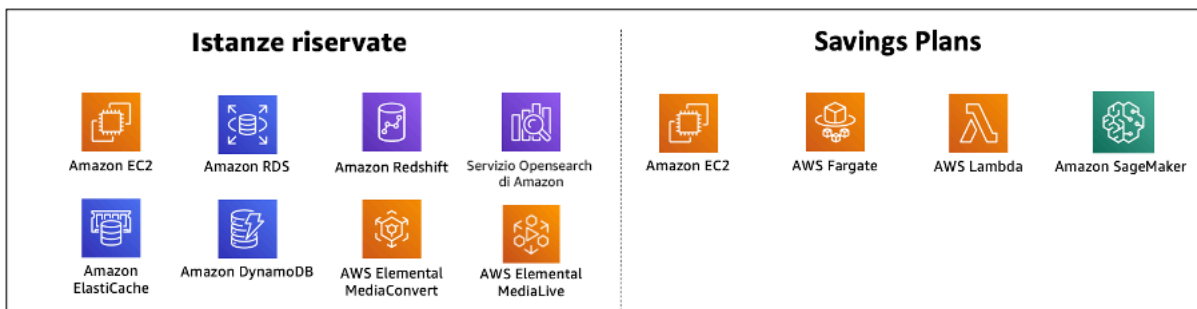 Istanze riservate
Amazon EC2
Amazon RDS
Amazon Redshift
Servizio Opensearch
di Amazon
Amazon
ElastiCache
Amazon DynamoDB
AWS Elemental
MediaConvert
AWS Elemental
MediaLive
Savings Plans
Amazon EC2
AWS Fargate
AWS Lambda
Amazon SageMaker